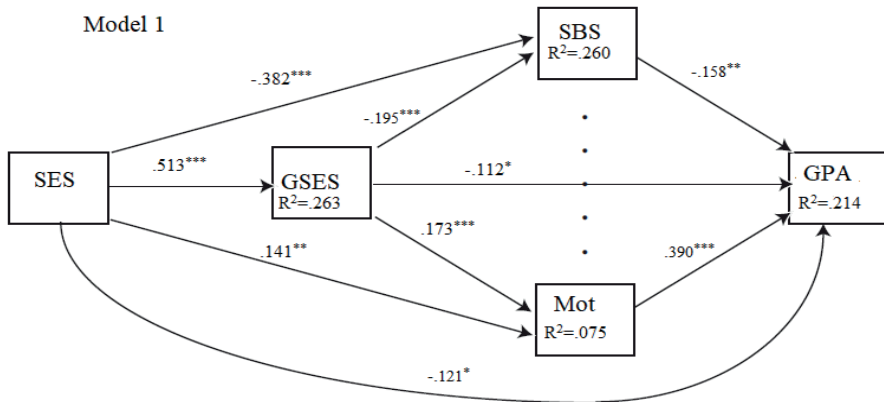 Model 1
SBS
R²=.260
-.382***
-.158**
-.195***
SES
.513***
GSES
R²=.263
-.112*
GPA
R²=.214
.141**
.173***
.390***
Mot
R²=.075
-.121*